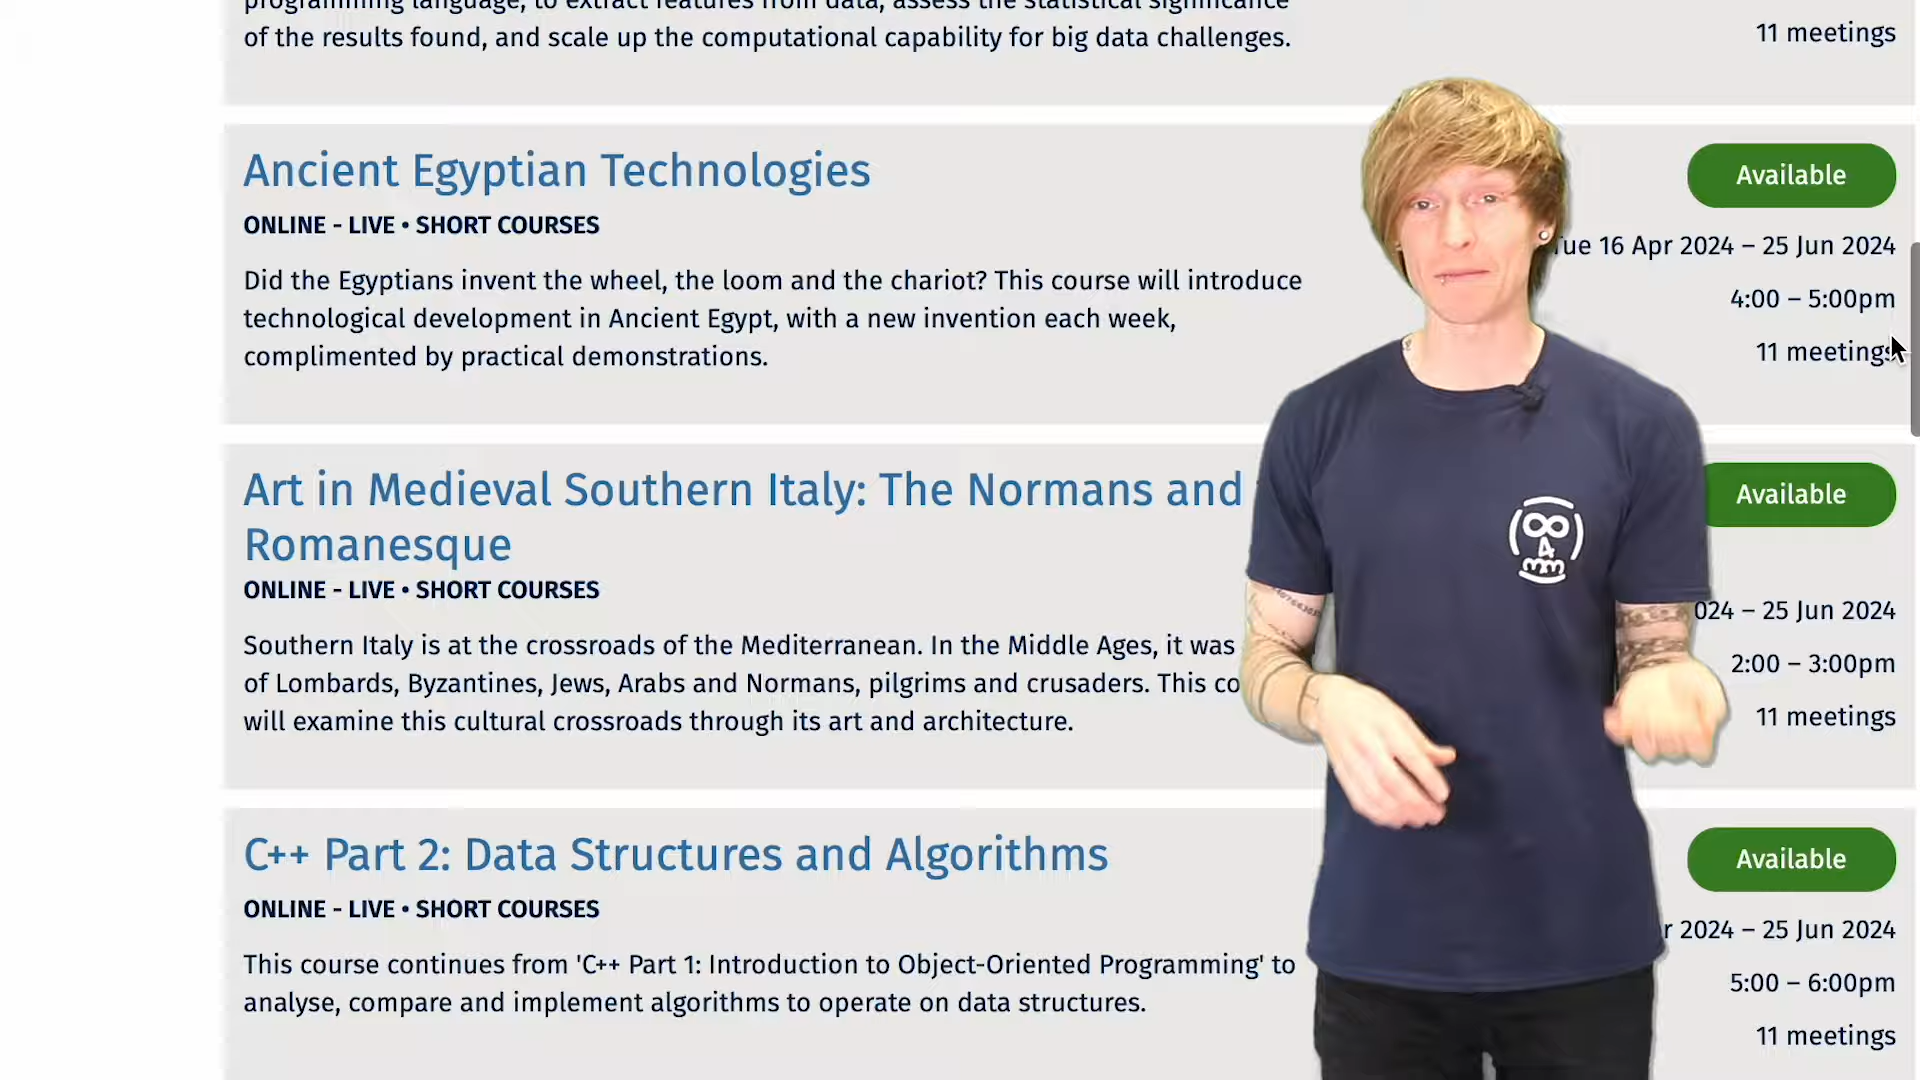 of the results found, and scale up the computational capability for big data challenges.
11 meetings
Ancient Egyptian Technologies
Available
ONLINE - LIVE • SHORT COURSES
Tue 16 Apr 2024 – 25 Jun 2024
Did the Egyptians invent the wheel, the loom and the chariot? This course will introduce
technological development in Ancient Egypt, with a new invention each week,
complimented by practical demonstrations.
4:00 – 5:00pm
11 meetings
Art in Medieval Southern Italy: The Normans and
Romanesque
Available
ONLINE - LIVE • SHORT COURSES
024 – 25 Jun 2024
Southern Italy is at the crossroads of the Mediterranean. In the Middle Ages, it was
of Lombards, Byzantines, Jews, Arabs and Normans, pilgrims and crusaders. This co
will examine this cultural crossroads through its art and architecture.
2:00 – 3:00pm
11 meetings
C++ Part 2: Data Structures and Algorithms
Available
ONLINE - LIVE • SHORT COURSES
r 2024 – 25 Jun 2024
This course continues from 'C++ Part 1: Introduction to Object-Oriented Programming' to
analyse, compare and implement algorithms to operate on data structures.
5:00 – 6:00pm
11 meetings